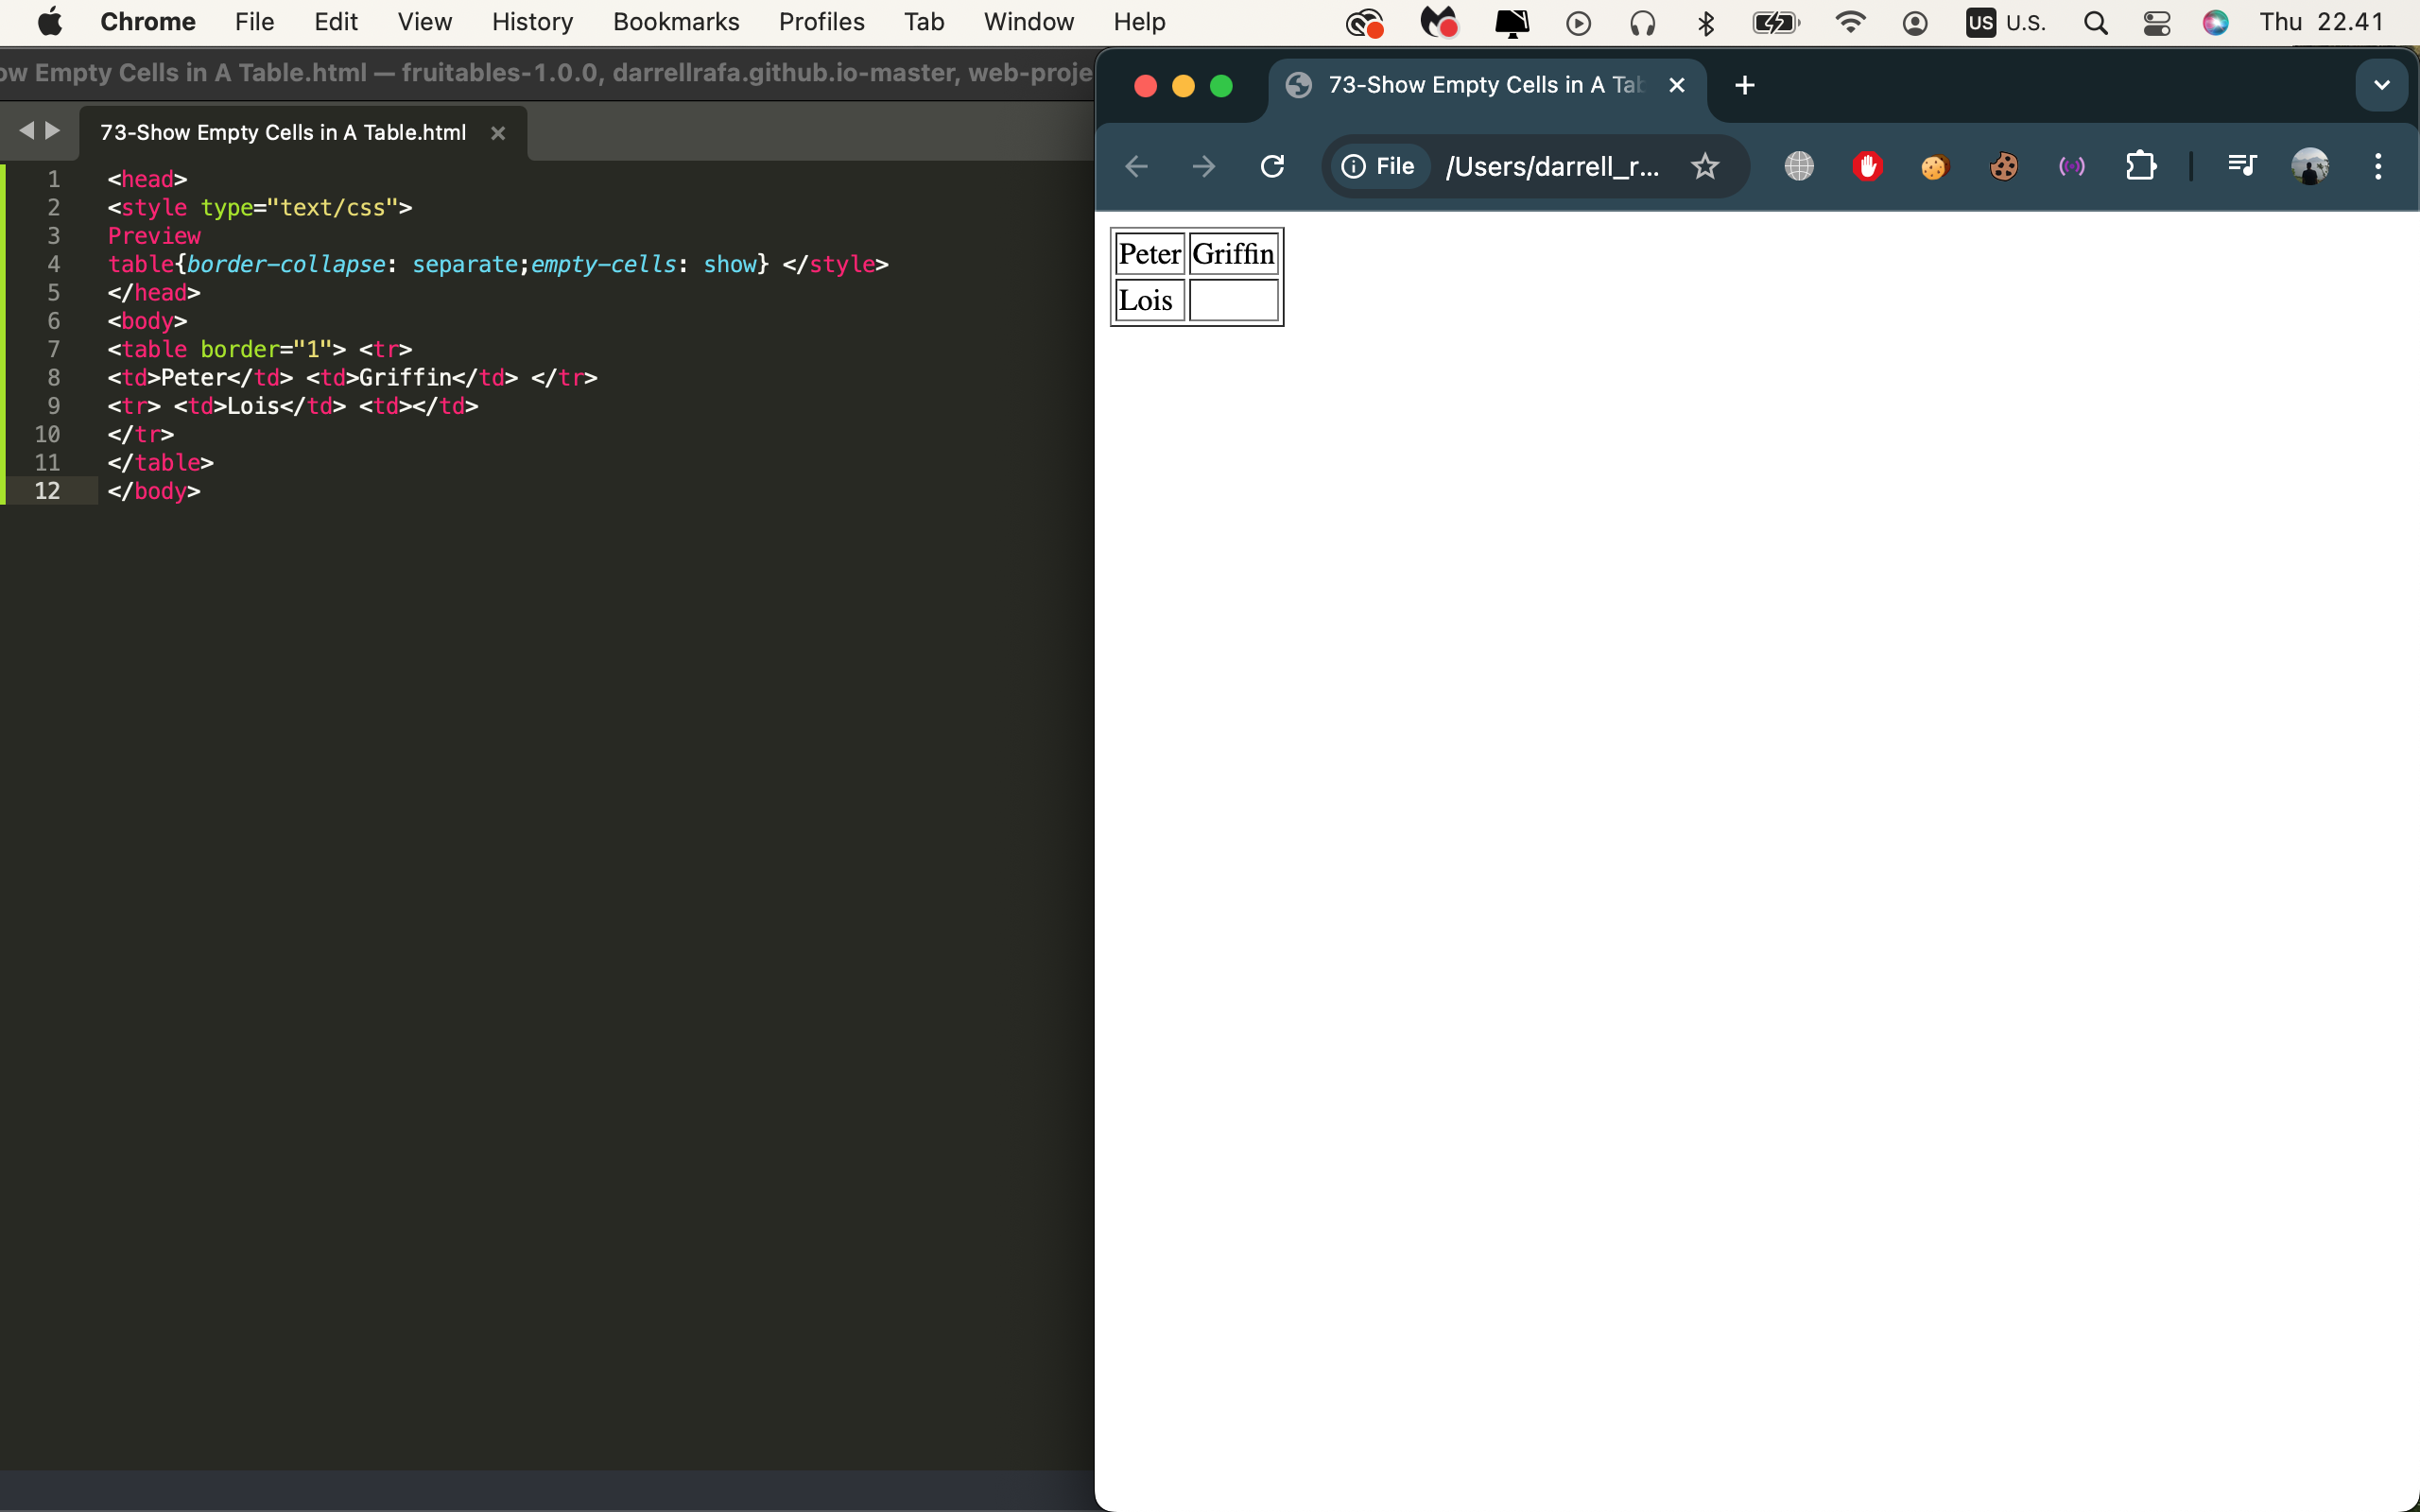 Chrome File Edit View History Bookmarks Profiles Tab Window Help US U.S. Thu 22.41
ow Empty Cells in A Table.html — fruitables-1.0.0, darrellrafa.github.io-master, web-proje
73-Show Empty Cells in A Table.html
1 <head>
2 <style type="text/css">
3 Preview
4 table{border-collapse: separate;empty-cells: show} </style>
5 </head>
6 <body>
7 <table border="1"> <tr>
8 <td>Peter</td> <td>Griffin</td> </tr>
9 <tr> <td>Lois</td> <td></td>
10 </tr>
11 </table>
12 </body>
73-Show Empty Cells in A Tab
File /Users/darrell_r...
Peter Griffin
Lois